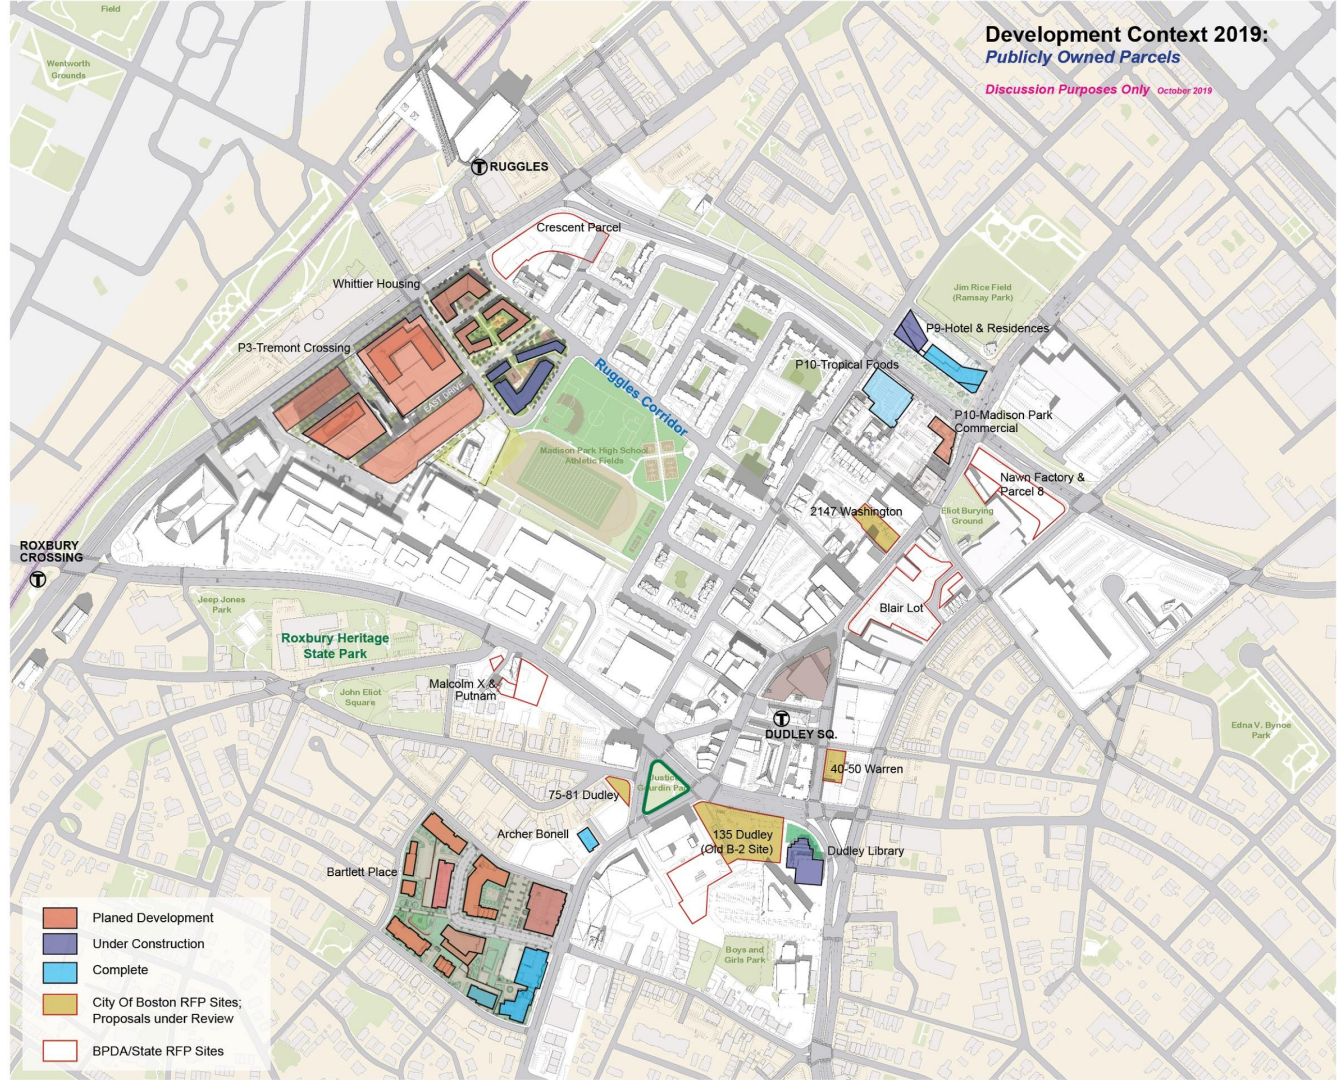 Field
Development Context 2019:
Publicly Owned Parcels
Discussion Purposes Only October 2019
Wentworth
Grounds
T RUGGLES
Crescent Parcel
Whittier Housing
Jim Rice Field
(Ramsay Park)
P9-Hotel & Residences
P3-Tremont Crossing
P10-Tropical Foods
EAST DRIVE
Ruggles Corridor
P10-Madison Park
Commercial
Madison Park High School
Athletic Fields
Nawn Factory &
Parcel 8
2147 Washington
Eliot Burying
Ground
ROXBURY
CROSSING
T
Jeep Jones
Park
Blair Lot
Roxbury Heritage
State Park
Malcolm X &
Putnam
John Eliot
Square
T
DUDLEY SQ.
Edna V. Bynoe
Park
40-50 Warren
Justice
Gourdin Park
75-81 Dudley
Archer Bonell
135 Dudley
(Old B-2 Site)
Dudley Library
Bartlett Place
Boys and
Girls Park
Planed Development
Under Construction
Complete
City Of Boston RFP Sites;
Proposals under Review
BPDA/State RFP Sites